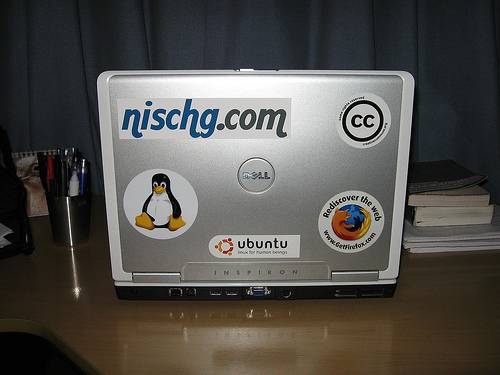 nischg.com
cc
DELL
Rediscover the web
www.GetFirefox.com
ubuntu
linux for human beings
INSPIRON